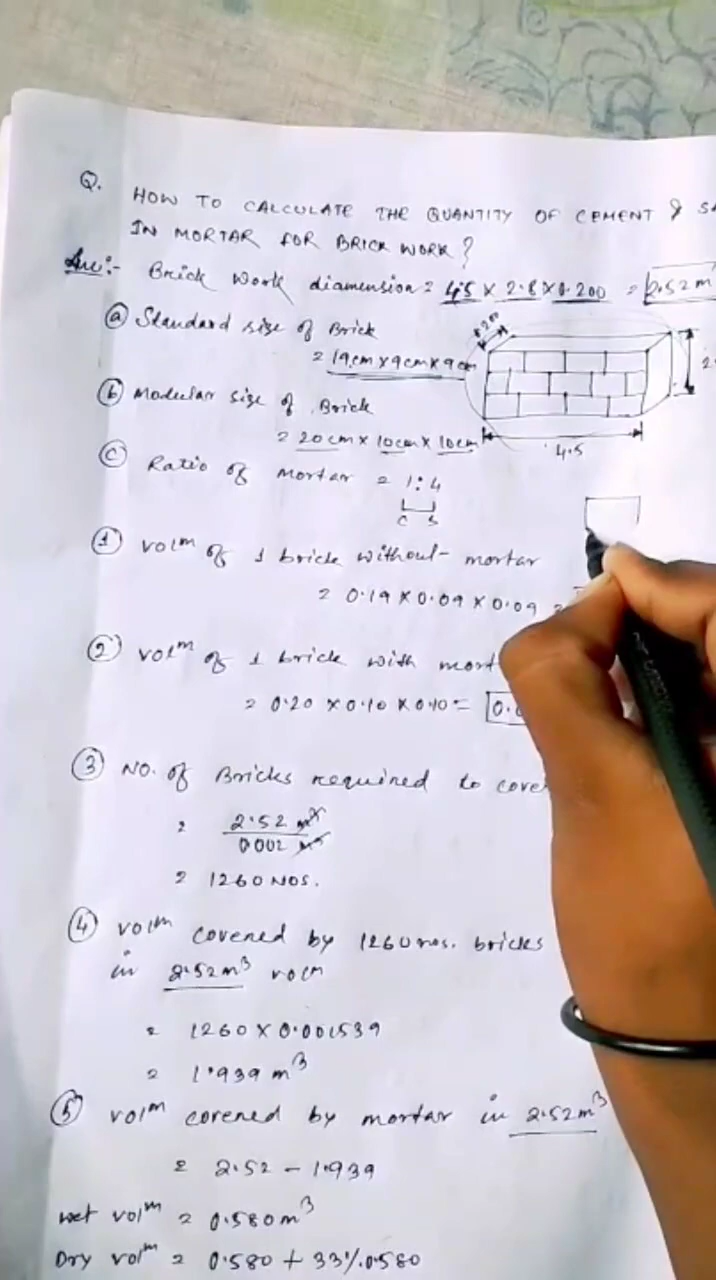 Q. HOW TO CALCULATE THE QUANTITY OF CEMENT &
IN MORTAR FOR BRICK WORK?
Ans:- Brick work diamension = 4.5 × 2.8 × 0.200 = 2.52 m
(a) Standard size of Brick
= 19cm × 9cm × 9cm
0.200
(b) Modular size of Brick
= 20cm × 10cm × 10cm
4.5
(c) Ratio of mortar = 1:4
C S
(1) volm of 1 brick without mortar
= 0.19 × 0.09 × 0.09 =
(2) volm of 1 brick with
= 0.20 × 0.10 × 0.10 =
(3) NO. of Bricks required to
= 2.52 m³
0.002 m³
= 1260 NOS.
(4) volm covered by 1260 nos. bricks
in 2.52m³ volm
= 1260 × 0.001539
= 1.939 m³
(5) volm covered by mortar in 2.52m³
= 2.52 - 1.939
wet volm = 0.580m³
Dry volm = 0.580 + 33%.0.580